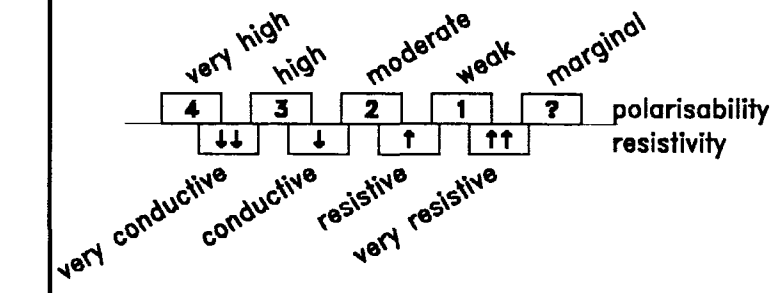 very high high moderate weak marginal
4 3 2 1 ? polarisability
↓↓ ↓ ↑ ↑↑ resistivity
very conductive conductive resistive very resistive